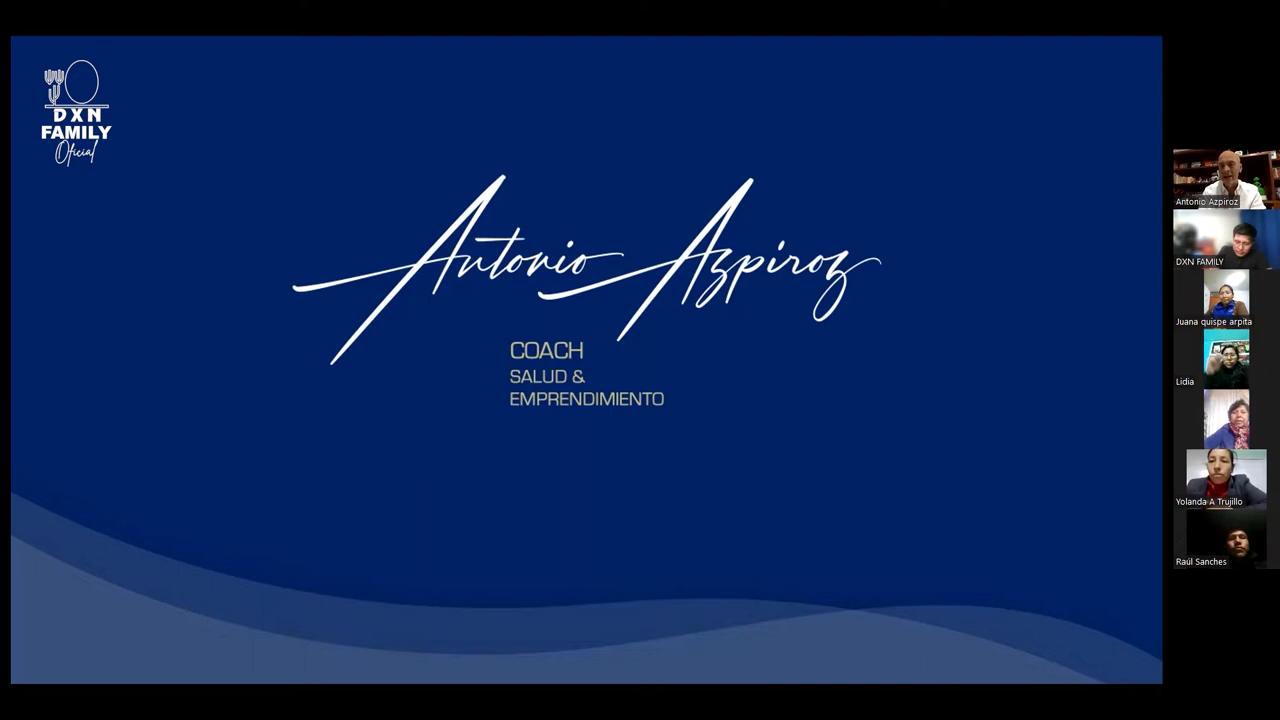 DXN
FAMILY
Oficial
Antonio Azpiroz
COACH
SALUD &
EMPRENDIMIENTO
Antonio Azpiroz
DXN FAMILY
Juana quispe arpita
Lidia
Yolanda A Trujillo
Raúl Sanches